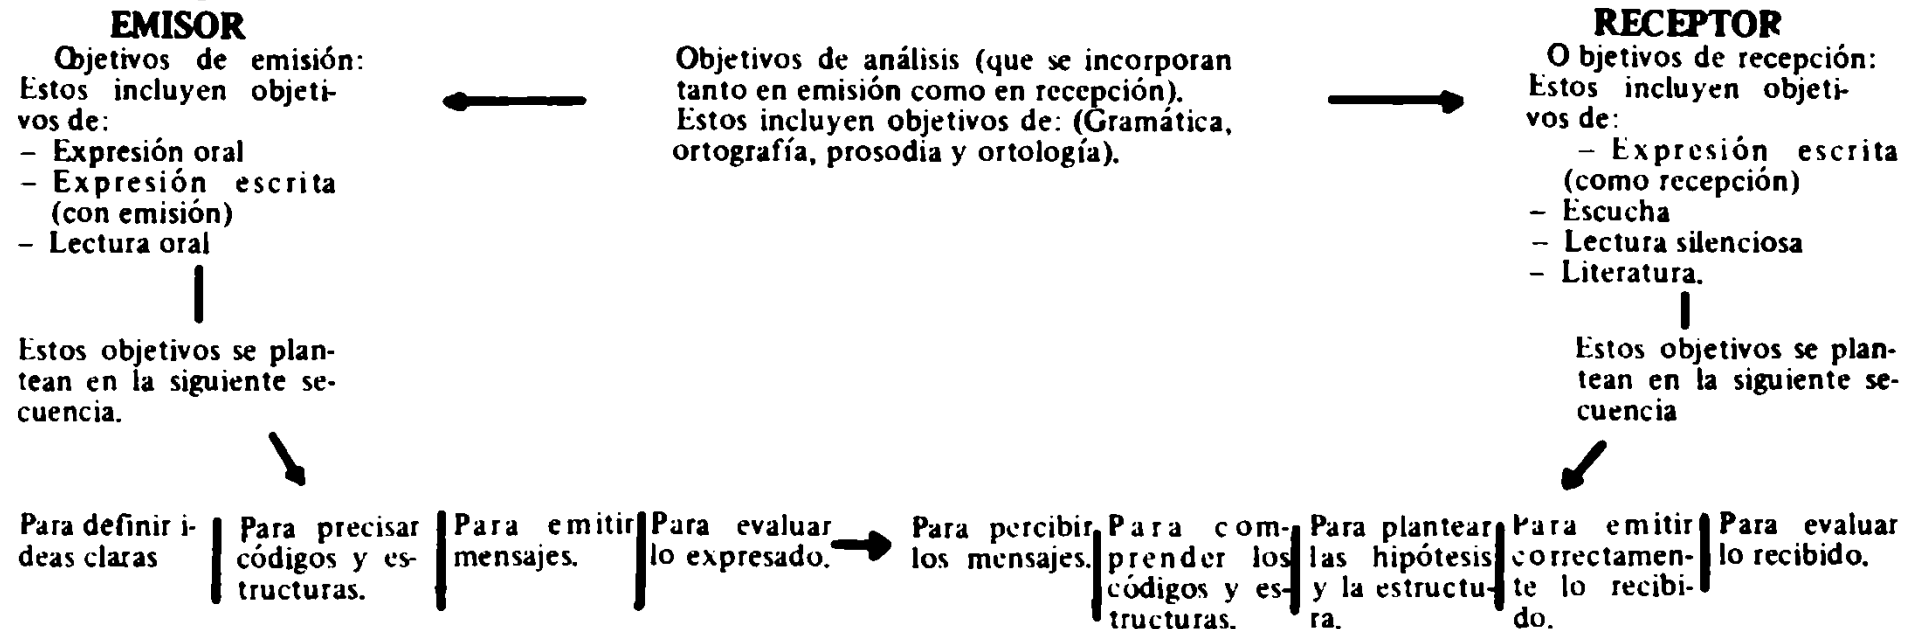 EMISOR
Objetivos de emisión:
Estos incluyen objeti-
vos de:
– Expresión oral
– Expresión escrita
(con emisión)
– Lectura oral
Estos objetivos se plan-
tean en la siguiente se-
cuencia.
Objetivos de análisis (que se incorporan
tanto en emisión como en recepción).
Estos incluyen objetivos de: (Gramática,
ortografía, prosodia y ortología).
RECEPTOR
O bjetivos de recepción:
Estos incluyen objeti-
vos de:
– Expresión escrita
(como recepción)
– Escucha
– Lectura silenciosa
– Literatura.
Estos objetivos se plan-
tean en la siguiente se-
cuencia
Para definir i-
deas claras
Para precisar
códigos y es-
tructuras.
Para emitir
mensajes.
Para evaluar
lo expresado.
Para percibir
los mensajes.
Para com-
prender los
códigos y es-
tructuras.
Para plantear
las hipótesis
y la estructu-
ra.
Para emitir
correctamen-
te lo recibi-
do.
Para evaluar
lo recibido.